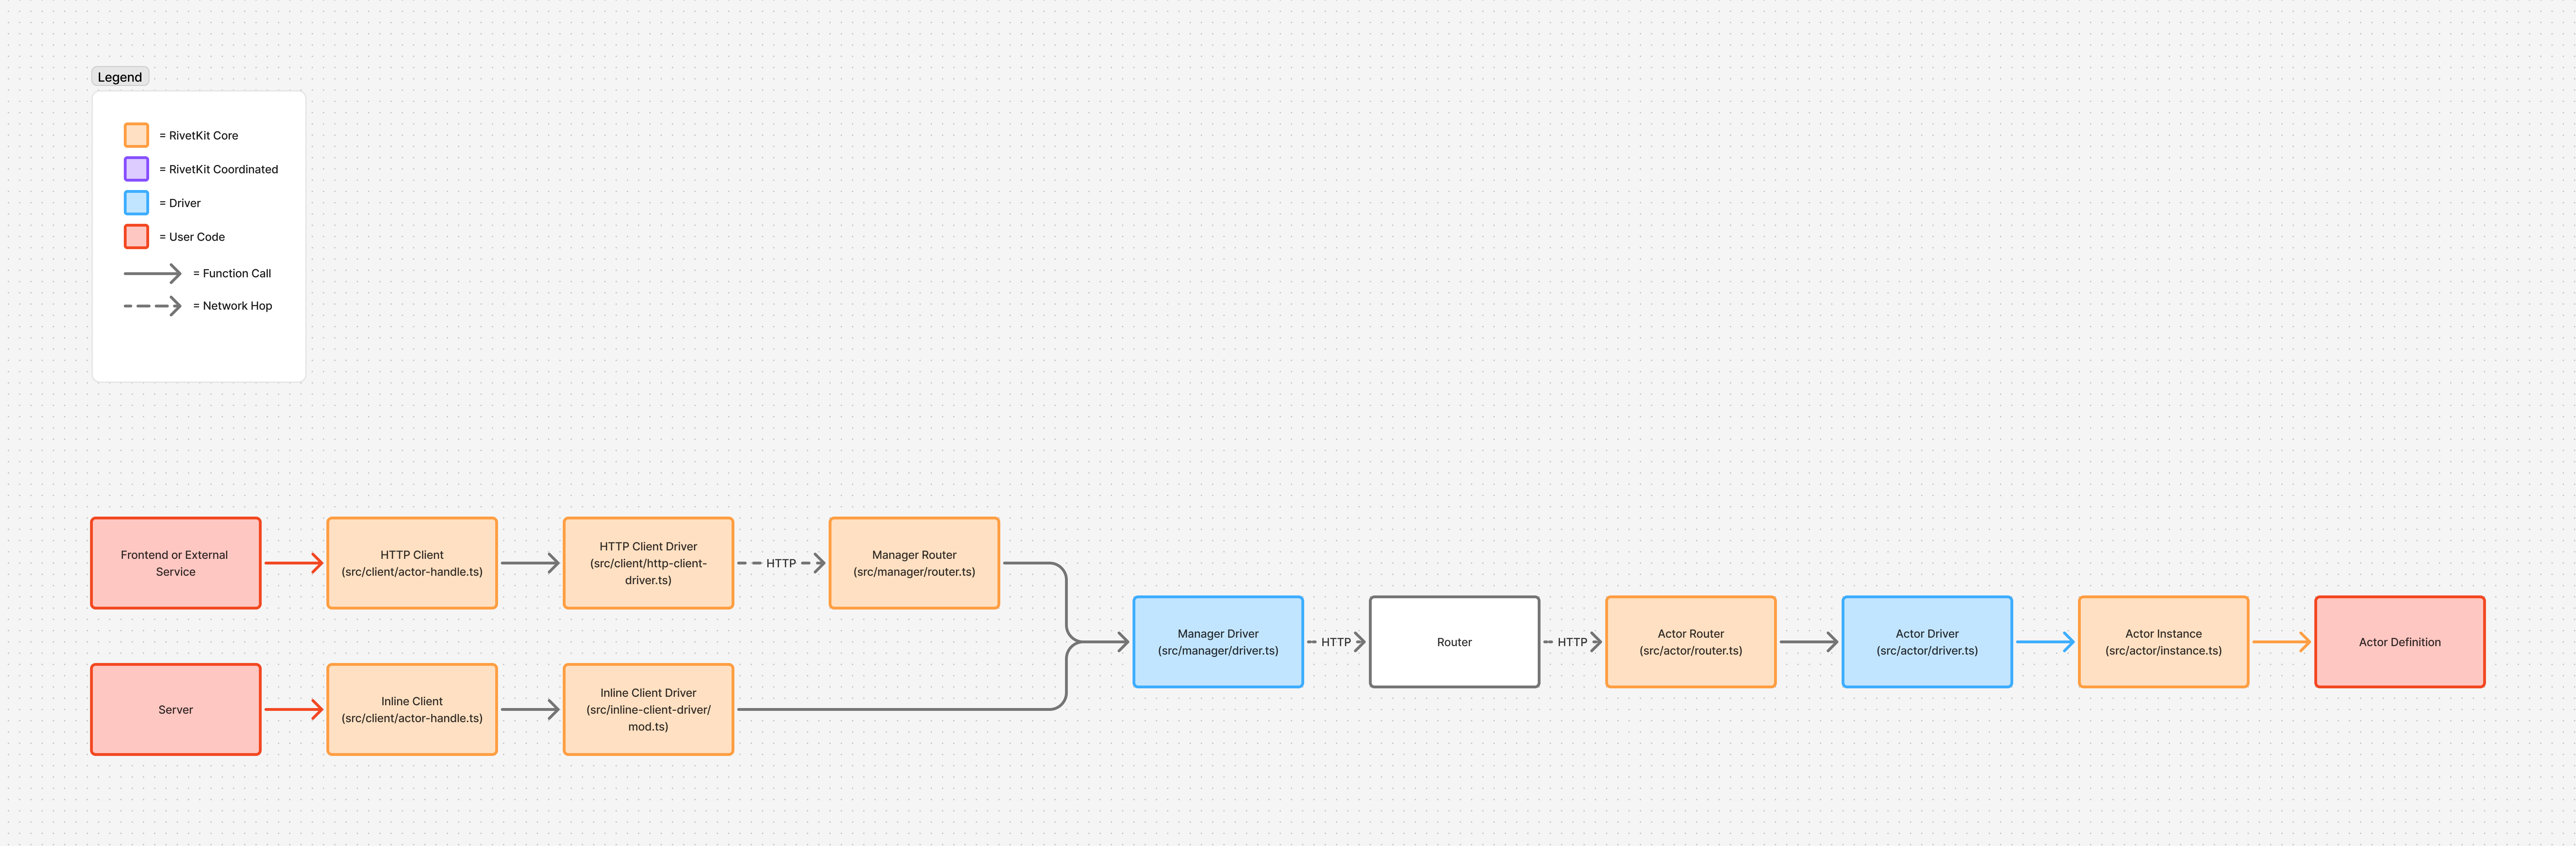 Legend
= RivetKit Core
= RivetKit Coordinated
= Driver
= User Code
= Function Call
= Network Hop
Frontend or External
Service
HTTP Client
(src/client/actor-handle.ts)
HTTP Client Driver
(src/client/http-client-
driver.ts)
HTTP
Manager Router
(src/manager/router.ts)
Server
Inline Client
(src/client/actor-handle.ts)
Inline Client Driver
(src/inline-client-driver/
mod.ts)
Manager Driver
(src/manager/driver.ts)
HTTP
Router
HTTP
Actor Router
(src/actor/router.ts)
Actor Driver
(src/actor/driver.ts)
Actor Instance
(src/actor/instance.ts)
Actor Definition